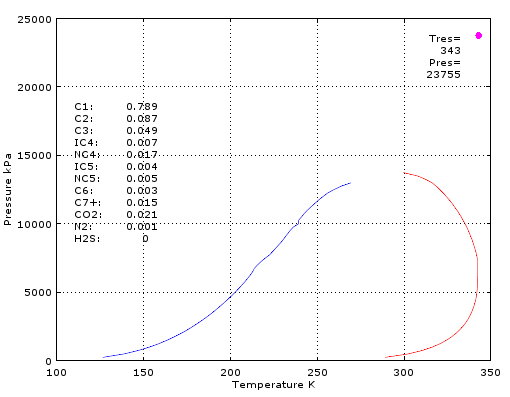 25000
20000
15000
10000
5000
0
Pressure kPa
Tres=
343
Pres=
23755
C1: 0.789
C2: 0.087
C3: 0.049
IC4: 0.007
NC4: 0.017
IC5: 0.004
NC5: 0.005
C6: 0.003
C7+: 0.015
CO2: 0.021
N2: 0.001
H2S: 0
100 150 200 250 300 350
Temperature K